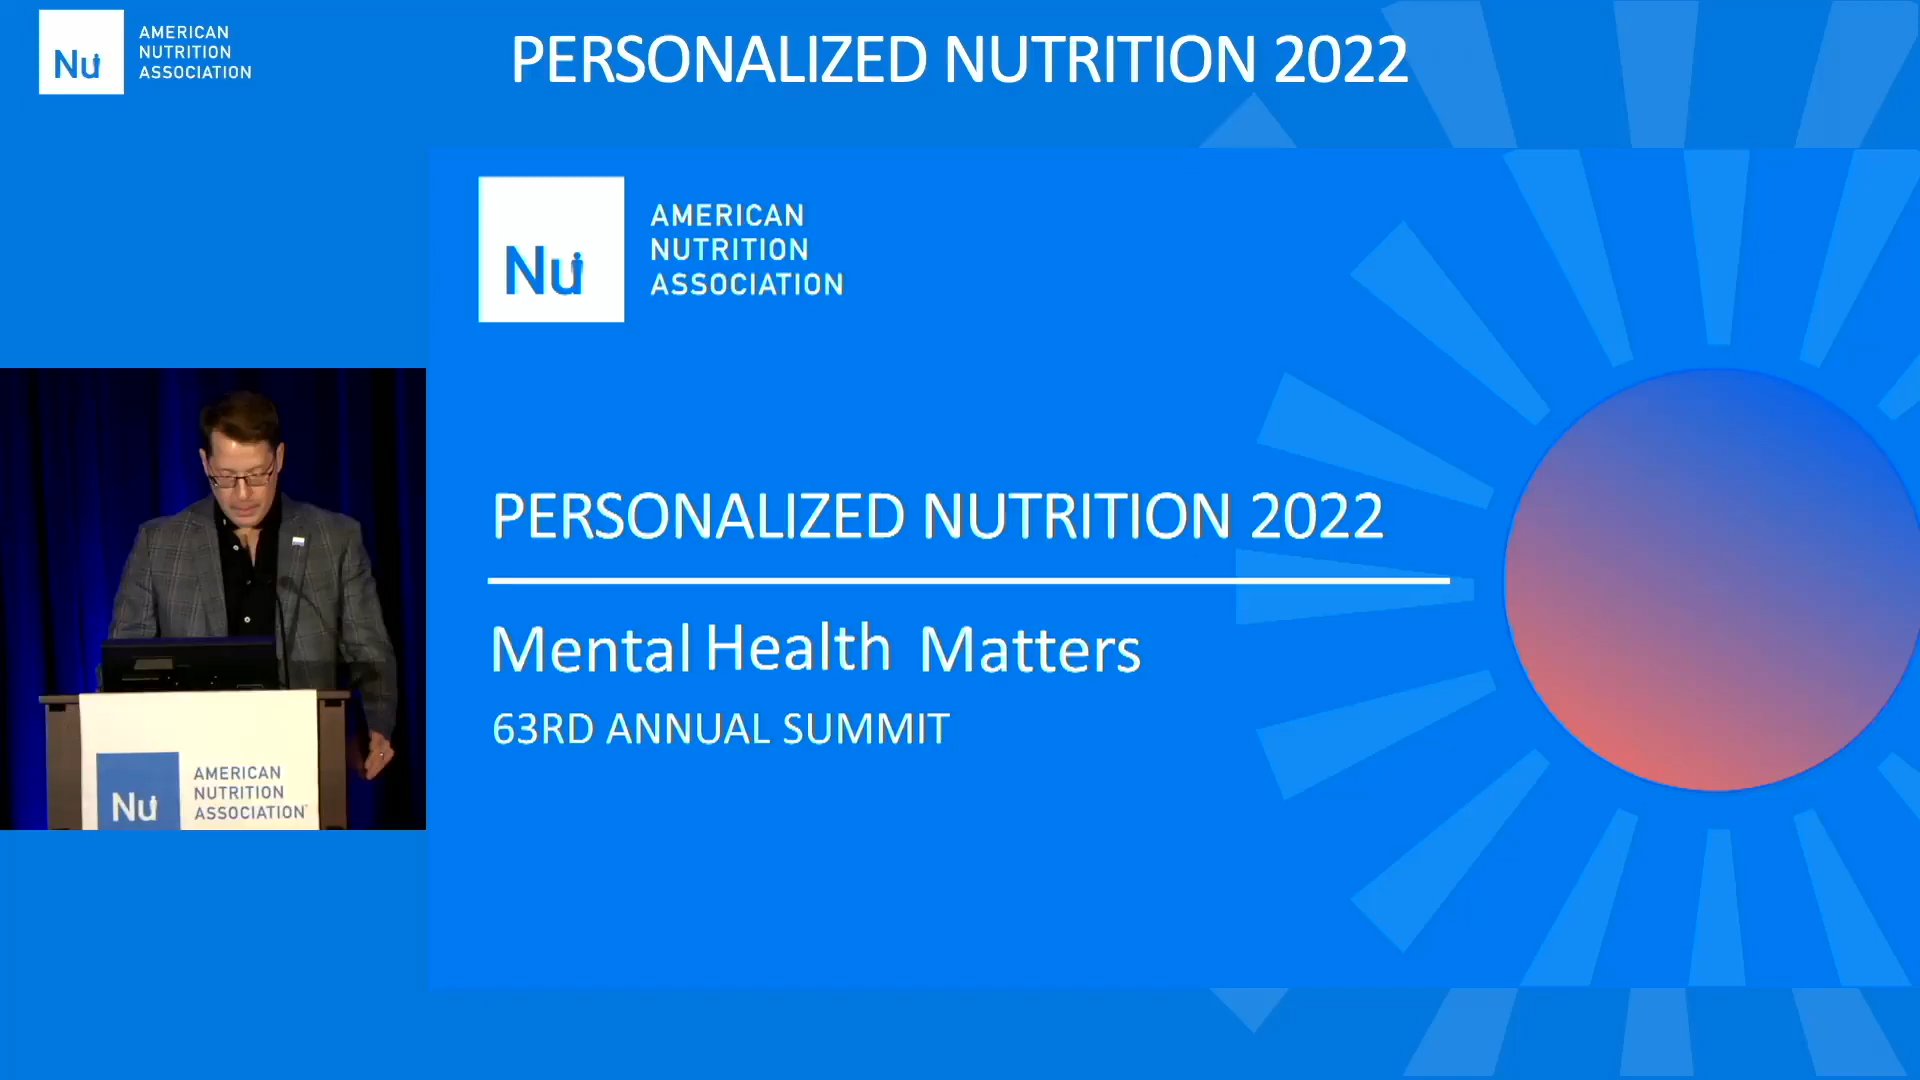 Nu
AMERICAN
NUTRITION
ASSOCIATION
PERSONALIZED NUTRITION 2022
Nu
AMERICAN
NUTRITION
ASSOCIATION
PERSONALIZED NUTRITION 2022
Mental Health Matters
63RD ANNUAL SUMMIT
Nu
AMERICAN
NUTRITION
ASSOCIATION